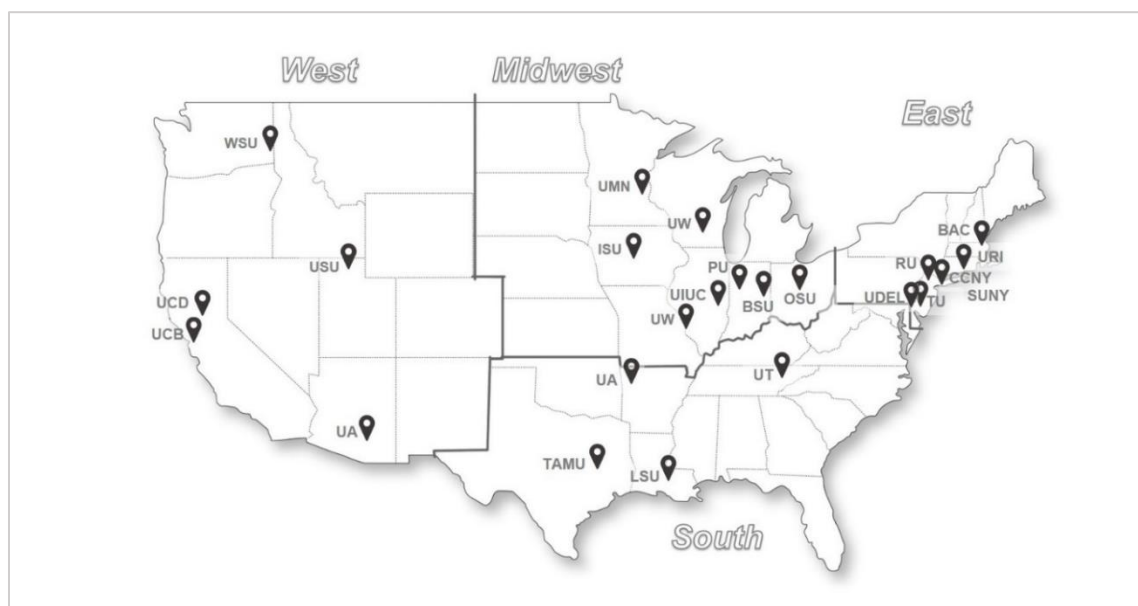 West
Midwest
East
WSU
UMN
UW
BAC
ISU
URI
USU
PU
RU
CCNY
UCD
UIUC
BSU
OSU
UDEL
TU
SUNY
UCB
UW
UA
UT
UA
TAMU
LSU
South